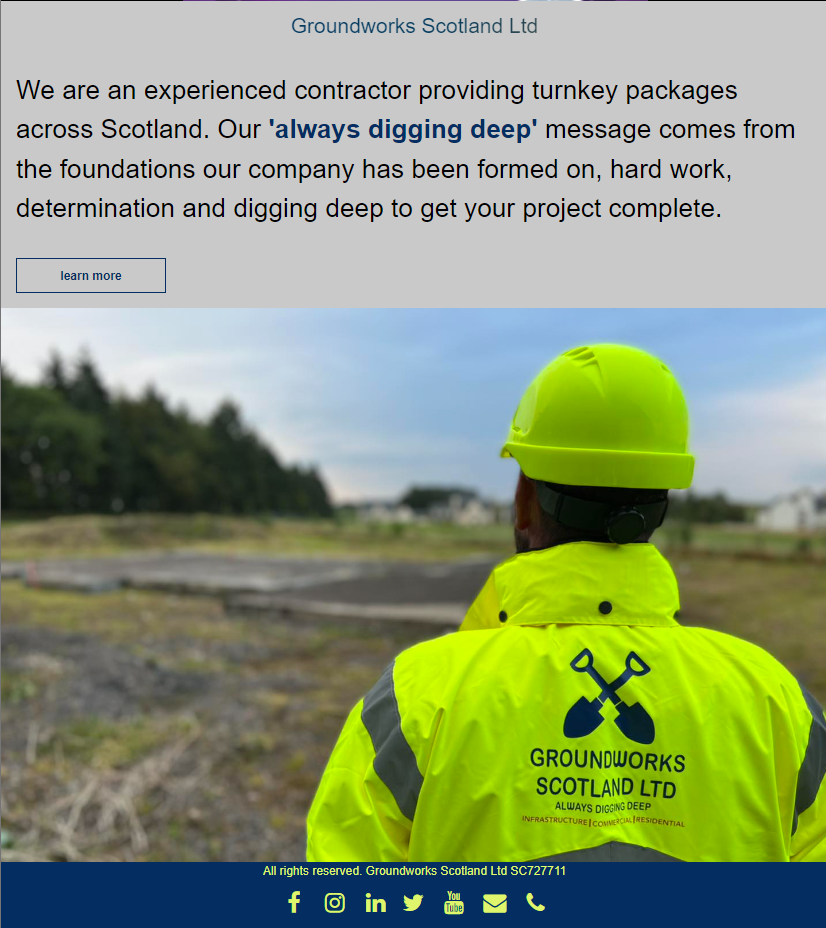 Groundworks Scotland Ltd
We are an experienced contractor providing turnkey packages
across Scotland. Our 'always digging deep' message comes from
the foundations our company has been formed on, hard work,
determination and digging deep to get your project complete.
learn more
GROUNDWORKS
SCOTLAND LTD
ALWAYS DIGGING DEEP
INFRASTRUCTURE|COMMERCIAL|RESIDENTIAL
All rights reserved. Groundworks Scotland Ltd SC727711
You
Tube